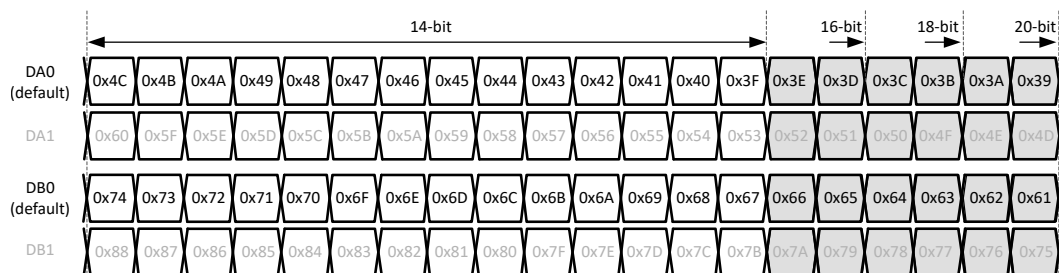 14-bit 16-bit 18-bit 20-bit
DA0 (default) 0x4C 0x4B 0x4A 0x49 0x48 0x47 0x46 0x45 0x44 0x43 0x42 0x41 0x40 0x3F 0x3E 0x3D 0x3C 0x3B 0x3A 0x39
DA1 0x60 0x5F 0x5E 0x5D 0x5C 0x5B 0x5A 0x59 0x58 0x57 0x56 0x55 0x54 0x53 0x52 0x51 0x50 0x4F 0x4E 0x4D
DB0 (default) 0x74 0x73 0x72 0x71 0x70 0x6F 0x6E 0x6D 0x6C 0x6B 0x6A 0x69 0x68 0x67 0x66 0x65 0x64 0x63 0x62 0x61
DB1 0x88 0x87 0x86 0x85 0x84 0x83 0x82 0x81 0x80 0x7F 0x7E 0x7D 0x7C 0x7B 0x7A 0x79 0x78 0x77 0x76 0x75